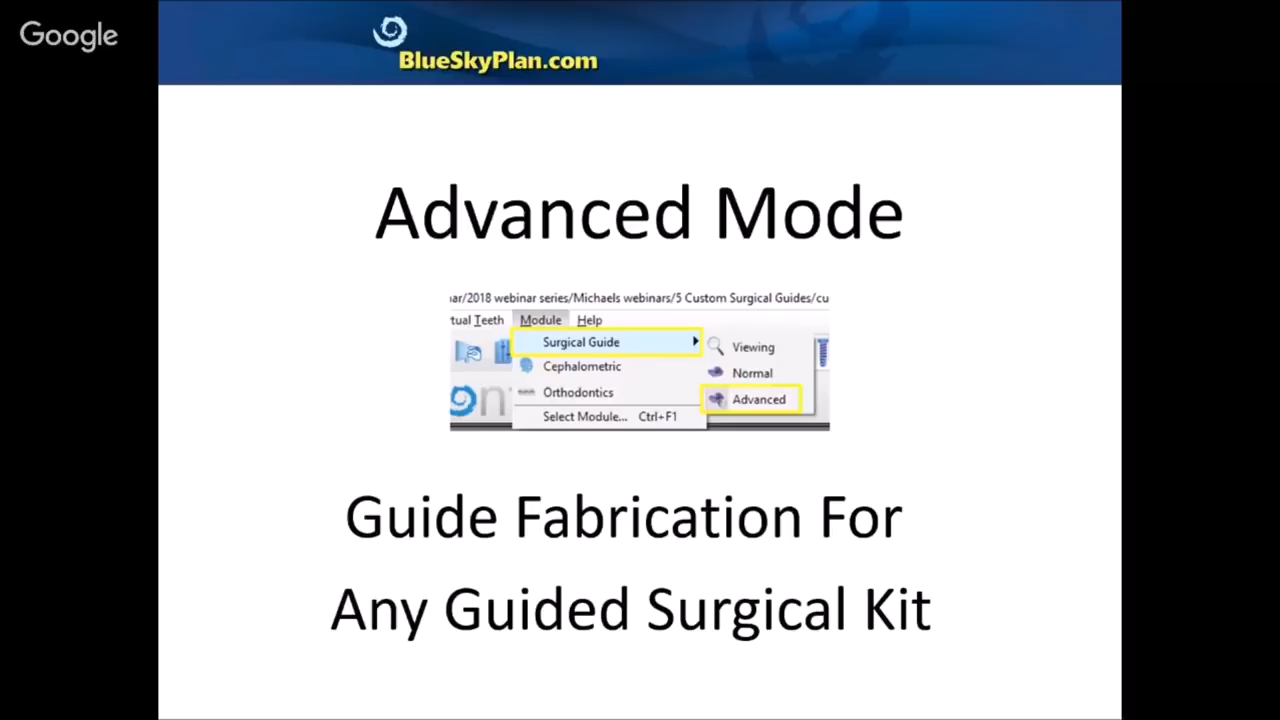 Google
BlueSkyPlan.com
Advanced Mode
ar/2018 webinar series/Michaels webinars/5 Custom Surgical Guides/cu
tual Teeth Module Help
Surgical Guide
Viewing
Cephalometric
Normal
Orthodontics
Advanced
Select Module... Ctrl+F1
Guide Fabrication For
Any Guided Surgical Kit